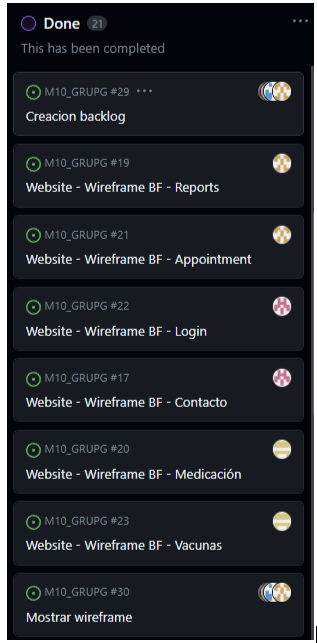 Done 21
This has been completed
M10_GRUPG #29
Creacion backlog
M10_GRUPG #19
Website - Wireframe BF - Reports
M10_GRUPG #21
Website - Wireframe BF - Appointment
M10_GRUPG #22
Website - Wireframe BF - Login
M10_GRUPG #17
Website - Wireframe BF - Contacto
M10_GRUPG #20
Website - Wireframe BF - Medicación
M10_GRUPG #23
Website - Wireframe BF - Vacunas
M10_GRUPG #30
Mostrar wireframe